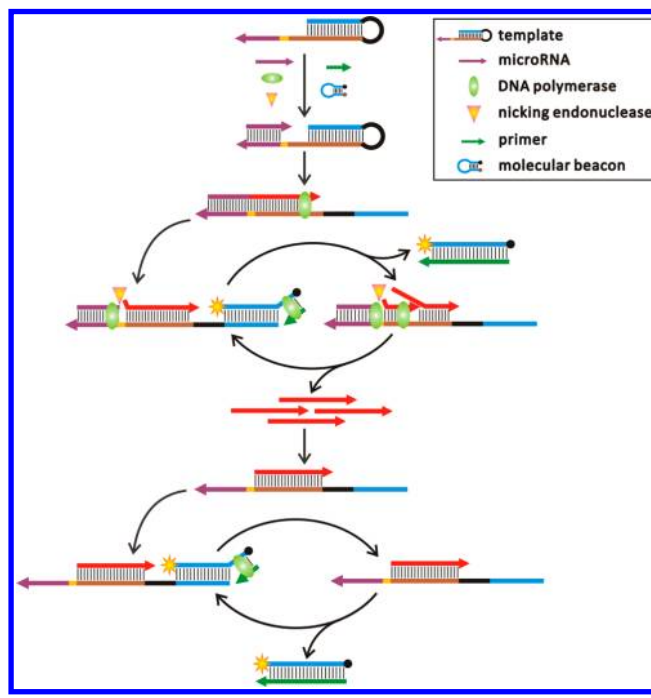 template
microRNA
DNA polymerase
nicking endonuclease
primer
molecular beacon